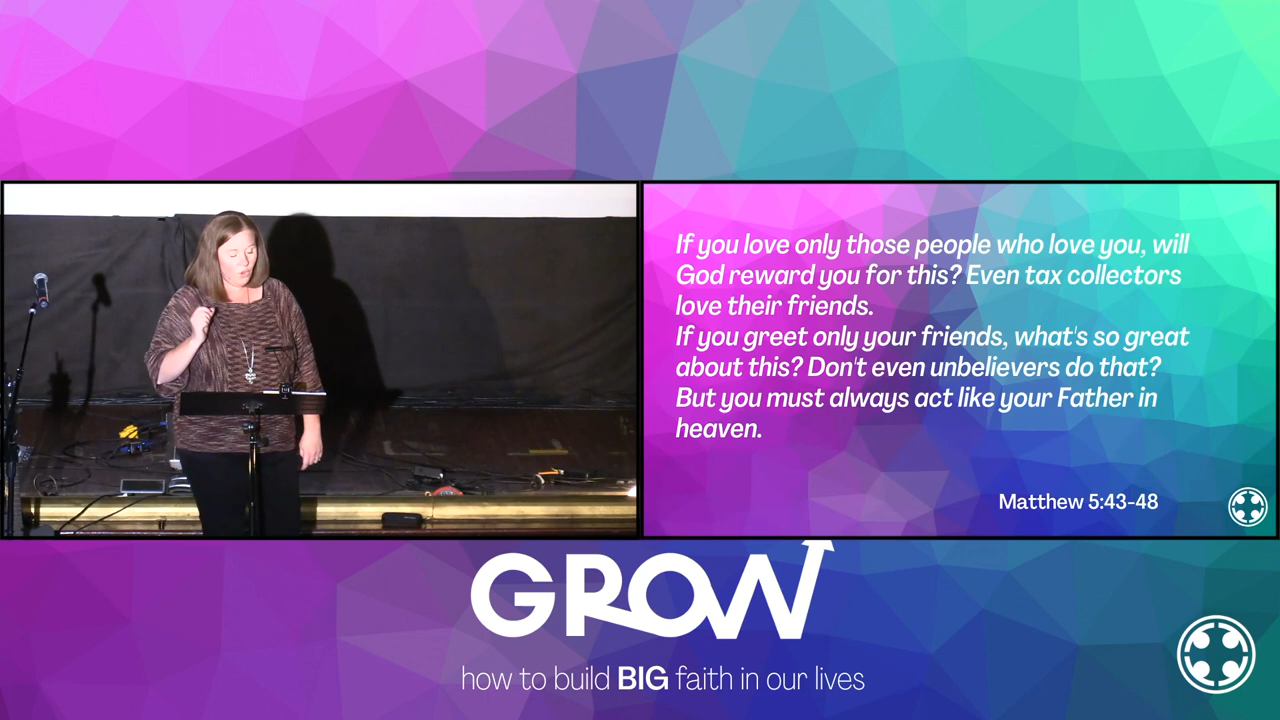 If you love only those people who love you, will
God reward you for this? Even tax collectors
love their friends.
If you greet only your friends, what's so great
about this? Don't even unbelievers do that?
But you must always act like your Father in
heaven.
Matthew 5:43-48
GROW
how to build BIG faith in our lives